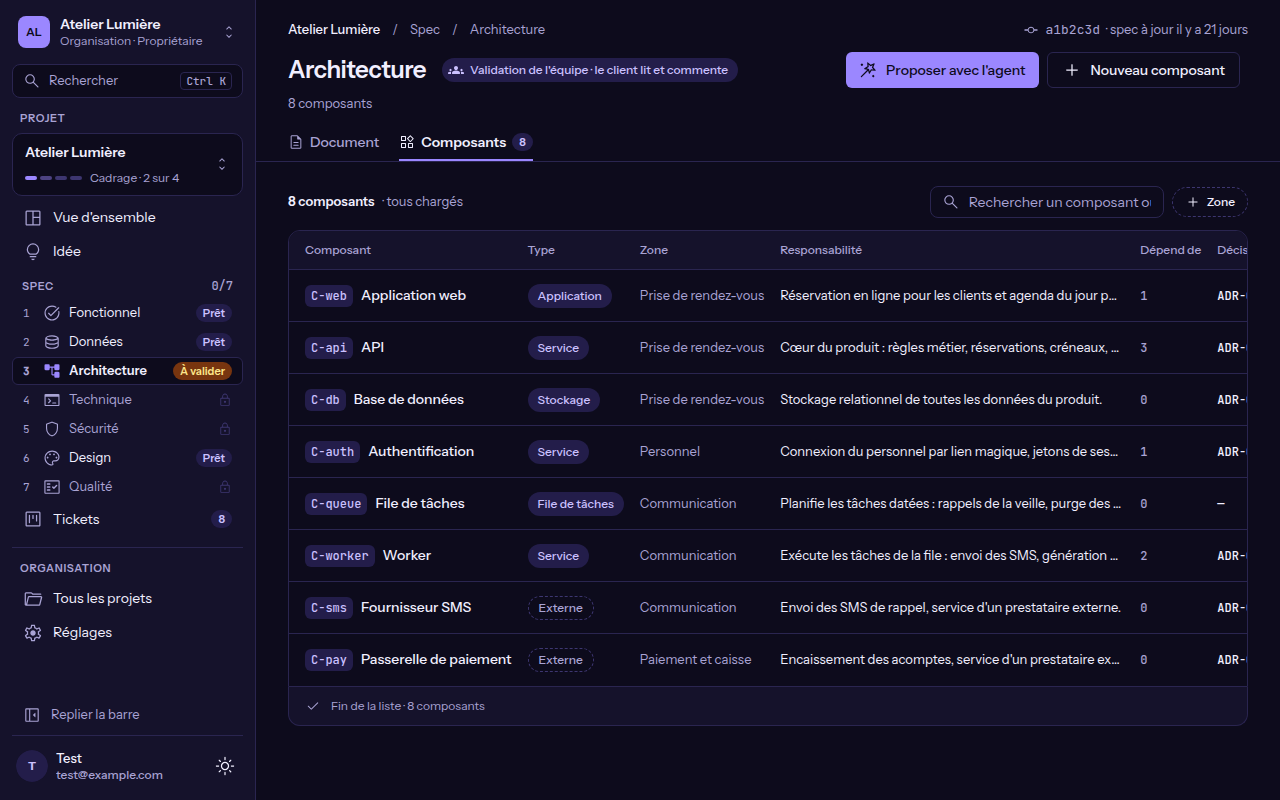 AL
Atelier Lumière
Organisation · Propriétaire
Rechercher
Ctrl K
PROJET
Atelier Lumière
Cadrage · 2 sur 4
Vue d'ensemble
Idée
SPEC 0/7
1 Fonctionnel Prêt
2 Données Prêt
3 Architecture À valider
4 Technique
5 Sécurité
6 Design Prêt
7 Qualité
Tickets 8
ORGANISATION
Tous les projets
Réglages
Replier la barre
T
Test
test@example.com
Atelier Lumière / Spec / Architecture
a1b2c3d · spec à jour il y a 21 jours
Architecture
Validation de l'équipe · le client lit et commente
Proposer avec l'agent
Nouveau composant
8 composants
Document
Composants 8
8 composants · tous chargés
Rechercher un composant o
Zone
Composant Type Zone Responsabilité Dépend de Décis
C-web Application web Application Prise de rendez-vous Réservation en ligne pour les clients et agenda du jour p… 1 ADR-
C-api API Service Prise de rendez-vous Cœur du produit : règles métier, réservations, créneaux, … 3 ADR-
C-db Base de données Stockage Prise de rendez-vous Stockage relationnel de toutes les données du produit. 0 ADR-
C-auth Authentification Service Personnel Connexion du personnel par lien magique, jetons de ses… 1 ADR-
C-queue File de tâches File de tâches Communication Planifie les tâches datées : rappels de la veille, purge des … 0 –
C-worker Worker Service Communication Exécute les tâches de la file : envoi des SMS, génération … 2 ADR-
C-sms Fournisseur SMS Externe Communication Envoi des SMS de rappel, service d'un prestataire externe. 0 ADR-
C-pay Passerelle de paiement Externe Paiement et caisse Encaissement des acomptes, service d'un prestataire ex… 0 ADR-
Fin de la liste · 8 composants